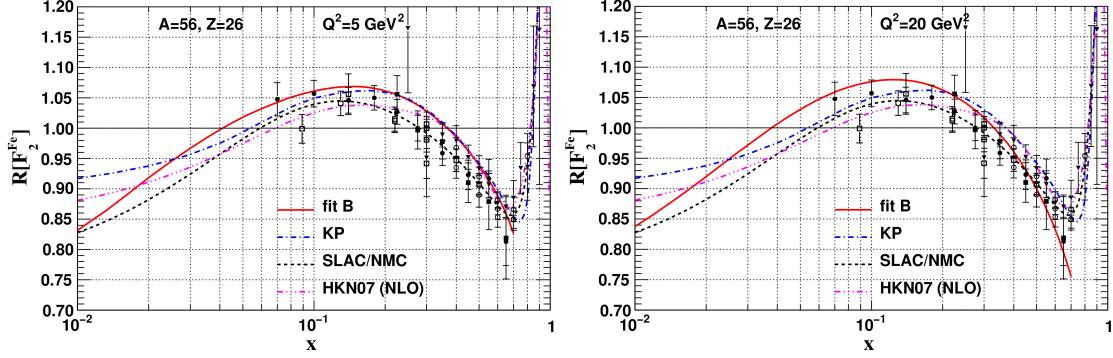 A=56, Z=26 Q²=5 GeV²
1.20
1.15
1.10
1.05
1.00
0.95
0.90
0.85
0.80
0.75
0.70
R[F₂^Fe]
fit B
KP
SLAC/NMC
HKN07 (NLO)
10⁻² 10⁻¹ 1
x
A=56, Z=26 Q²=20 GeV²
1.20
1.15
1.10
1.05
1.00
0.95
0.90
0.85
0.80
0.75
0.70
R[F₂^Fe]
fit B
KP
SLAC/NMC
HKN07 (NLO)
10⁻² 10⁻¹ 1
x